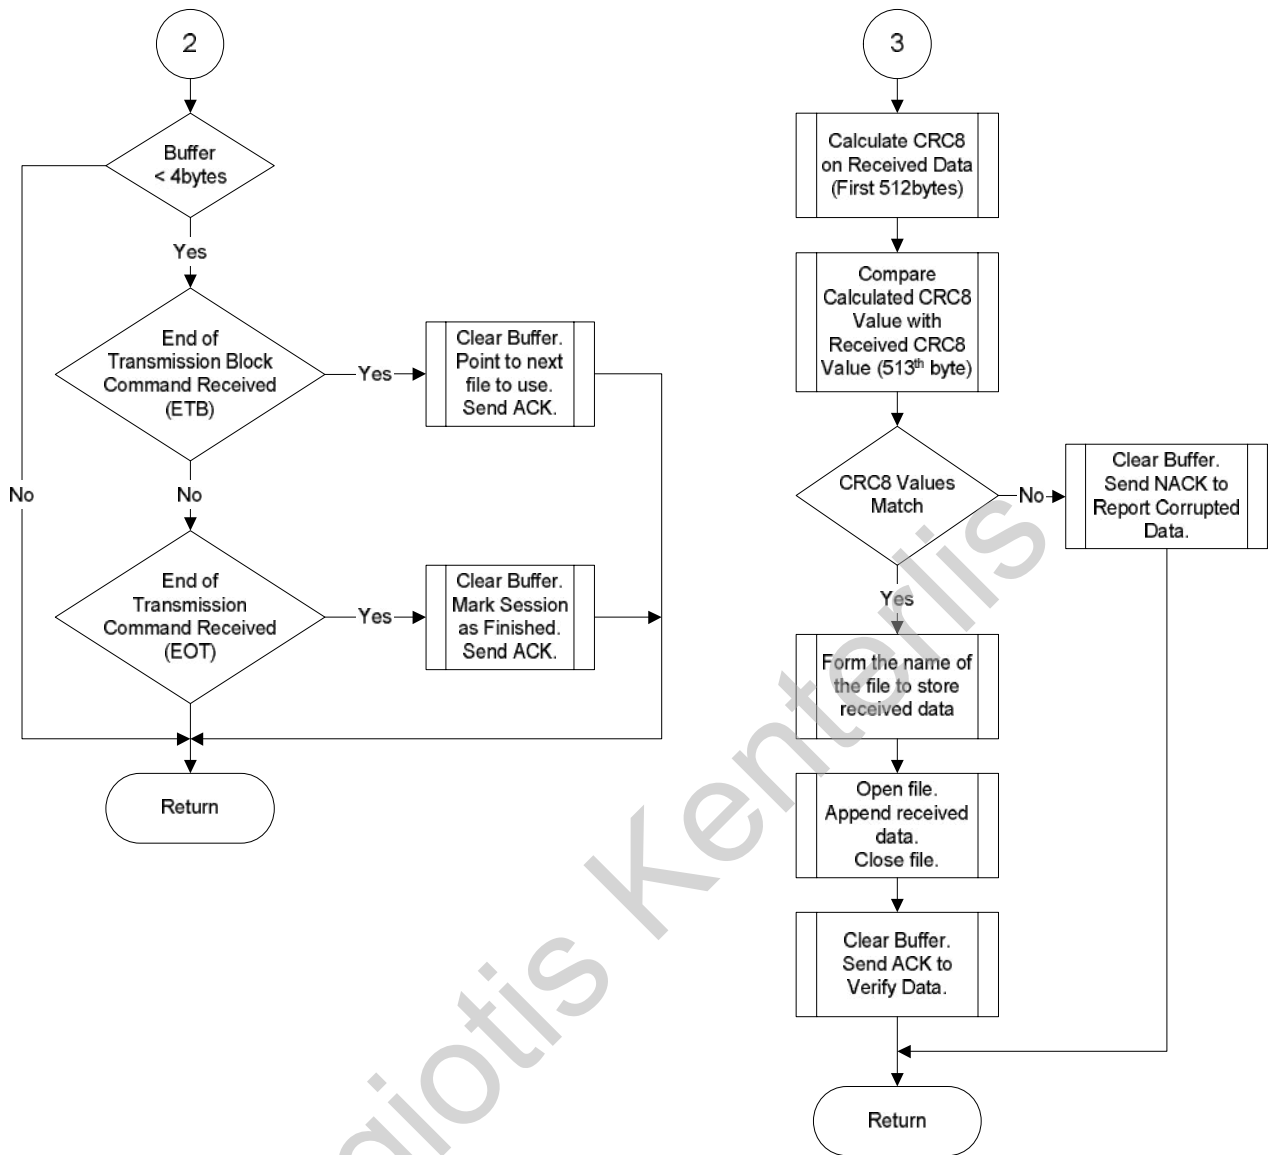 2
Buffer
< 4bytes
Yes
End of
Transmission Block
Command Received
(ETB)
Yes
Clear Buffer.
Point to next
file to use.
Send ACK.
No
No
End of
Transmission
Command Received
(EOT)
Yes
Clear Buffer.
Mark Session
as Finished.
Send ACK.
Return
3
Calculate CRC8
on Received Data
(First 512bytes)
Compare
Calculated CRC8
Value with
Received CRC8
Value (513th byte)
CRC8 Values
Match
No
Clear Buffer.
Send NACK to
Report Corrupted
Data.
Yes
Form the name of
the file to store
received data
Open file.
Append received
data.
Close file.
Clear Buffer.
Send ACK to
Verify Data.
Return
giotis Kenterlis